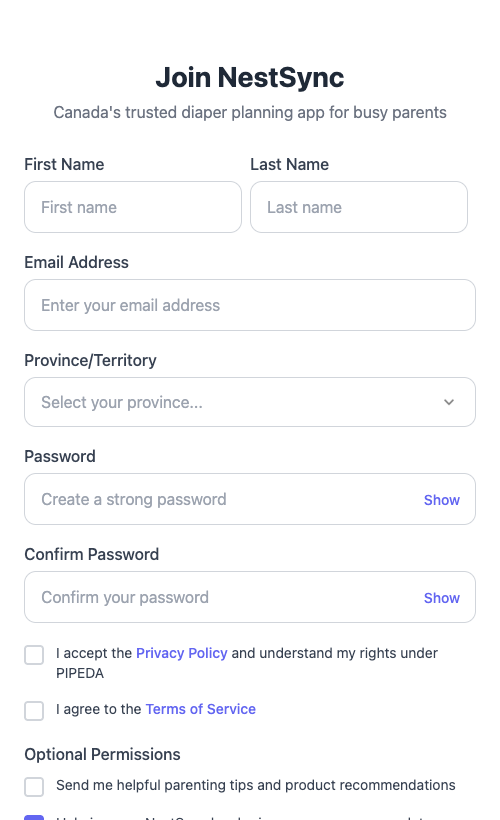 Join NestSync
Canada's trusted diaper planning app for busy parents
First Name
Last Name
First name
Last name
Email Address
Enter your email address
Province/Territory
Select your province...
Password
Create a strong password
Show
Confirm Password
Confirm your password
Show
I accept the Privacy Policy and understand my rights under
PIPEDA
I agree to the Terms of Service
Optional Permissions
Send me helpful parenting tips and product recommendations